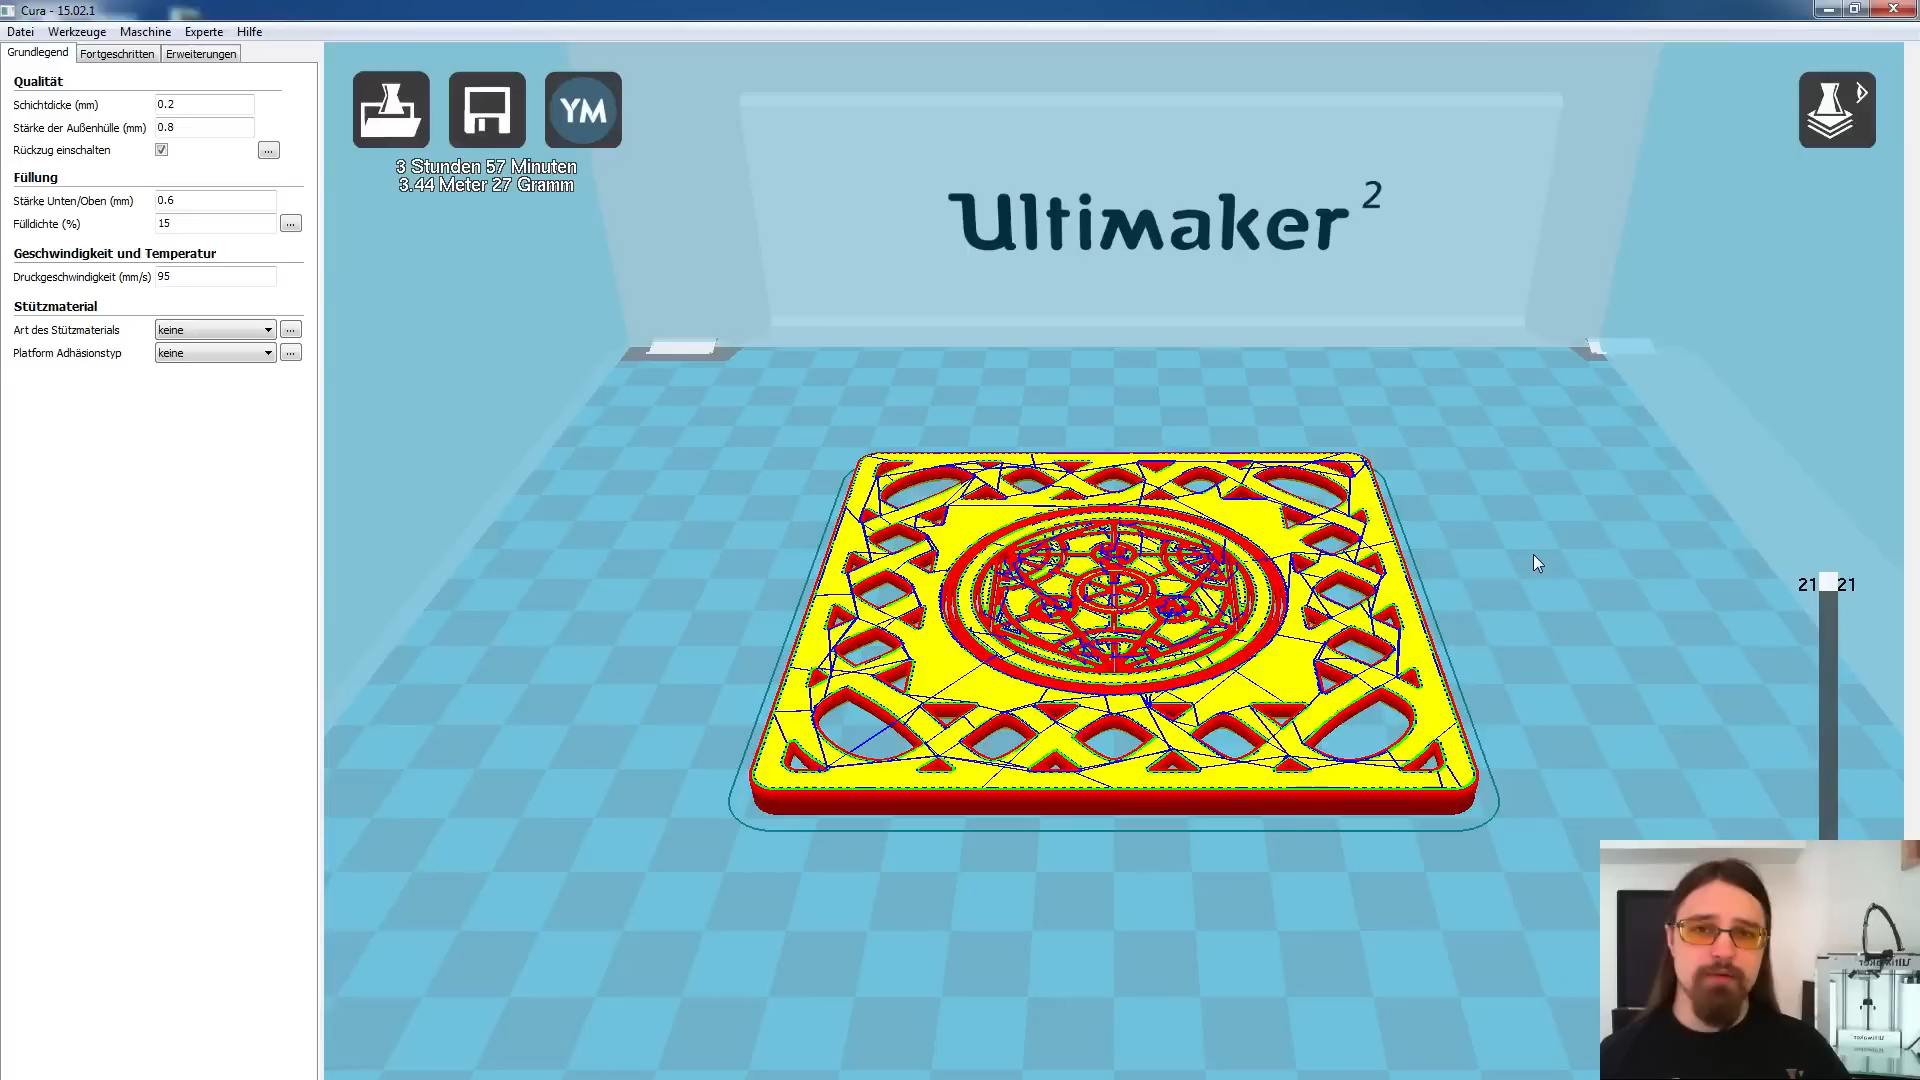 Cura - 15.02.1
Datei Werkzeuge Maschine Experte Hilfe
Grundlegend Fortgeschritten Erweiterungen
Qualität
Schichtdicke (mm) 0.2
Stärke der Außenhülle (mm) 0.8
Rückzug einschalten ...
Füllung
Stärke Unten/Oben (mm) 0.6
Fülldichte (%) 15 ...
Geschwindigkeit und Temperatur
Druckgeschwindigkeit (mm/s) 95
Stützmaterial
Art des Stützmaterials keine ...
Platform Adhäsionstyp keine ...
YM
3 Stunden 57 Minuten
3.44 Meter 27 Gramm
Ultimaker 2
21 21